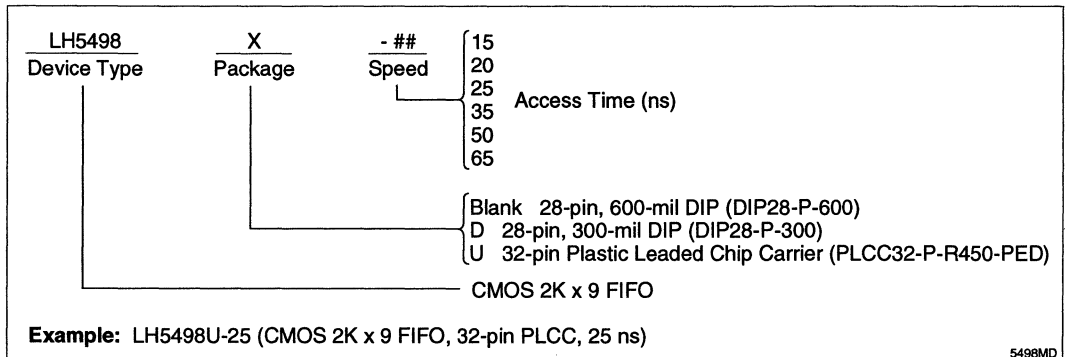 LH5498 X - ##
Device Type Package Speed
15
20
25
35
50
65
Access Time (ns)
Blank 28-pin, 600-mil DIP (DIP28-P-600)
D 28-pin, 300-mil DIP (DIP28-P-300)
U 32-pin Plastic Leaded Chip Carrier (PLCC32-P-R450-PED)
CMOS 2K x 9 FIFO
Example: LH5498U-25 (CMOS 2K x 9 FIFO, 32-pin PLCC, 25 ns)
5498MD